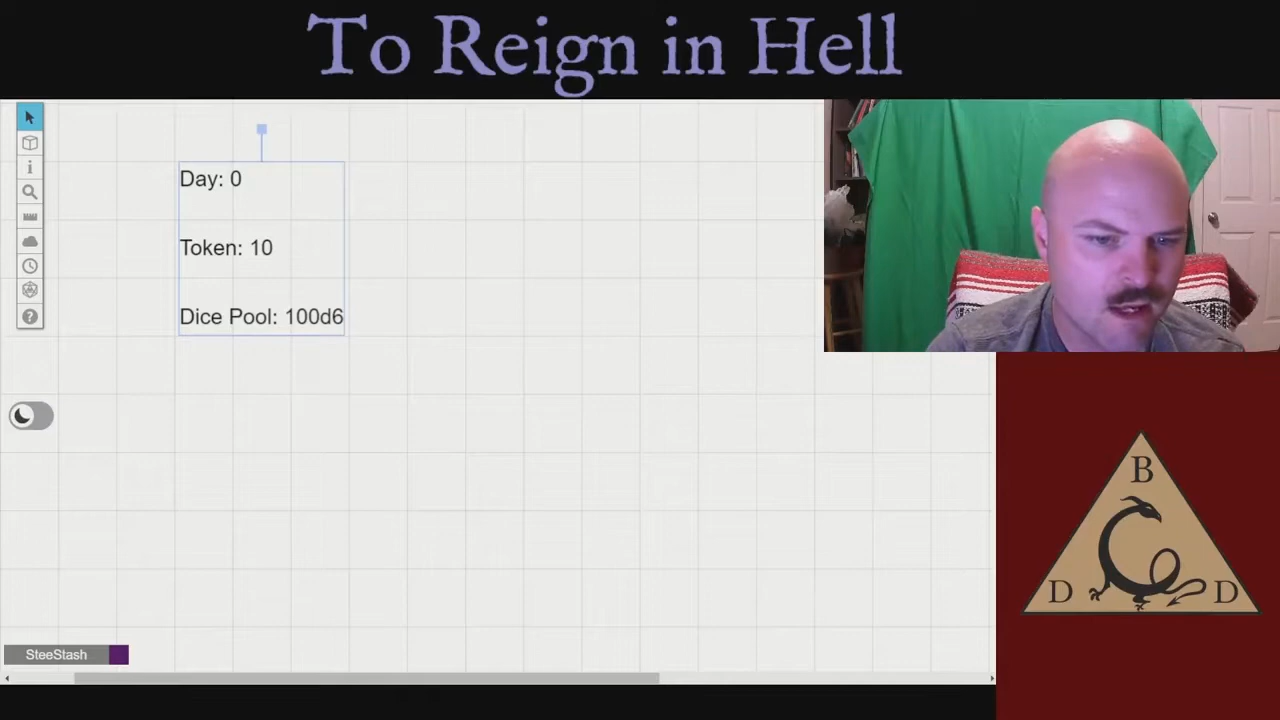 To Reign in Hell
Day: 0
Token: 10
Dice Pool: 100d6
B
D
D
SteeStash